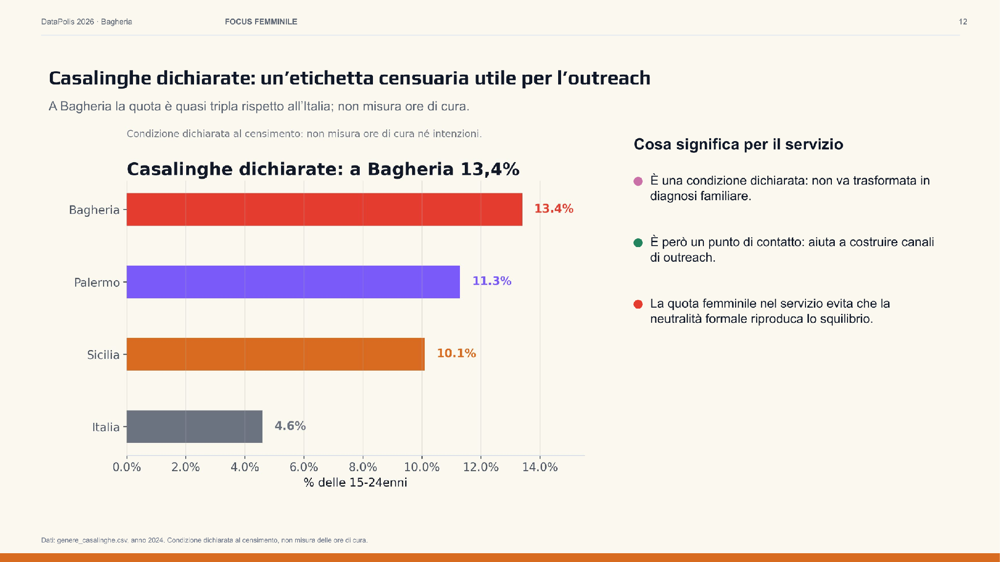 DataPolis 2026 · Bagheria
FOCUS FEMMINILE
12
Casalinghe dichiarate: un’etichetta censuaria utile per l’outreach
A Bagheria la quota è quasi tripla rispetto all’Italia; non misura ore di cura.
Condizione dichiarata al censimento: non misura ore di cura né intenzioni.
Casalinghe dichiarate: a Bagheria 13,4%
Bagheria
13.4%
Palermo
11.3%
Sicilia
10.1%
Italia
4.6%
0.0%
2.0%
4.0%
6.0%
8.0%
10.0%
12.0%
14.0%
% delle 15-24enni
Cosa significa per il servizio
È una condizione dichiarata: non va trasformata in
diagnosi familiare.
È però un punto di contatto: aiuta a costruire canali
di outreach.
La quota femminile nel servizio evita che la
neutralità formale riproduca lo squilibrio.
Dati: genere_casalinghe.csv, anno 2024. Condizione dichiarata al censimento, non misura delle ore di cura.